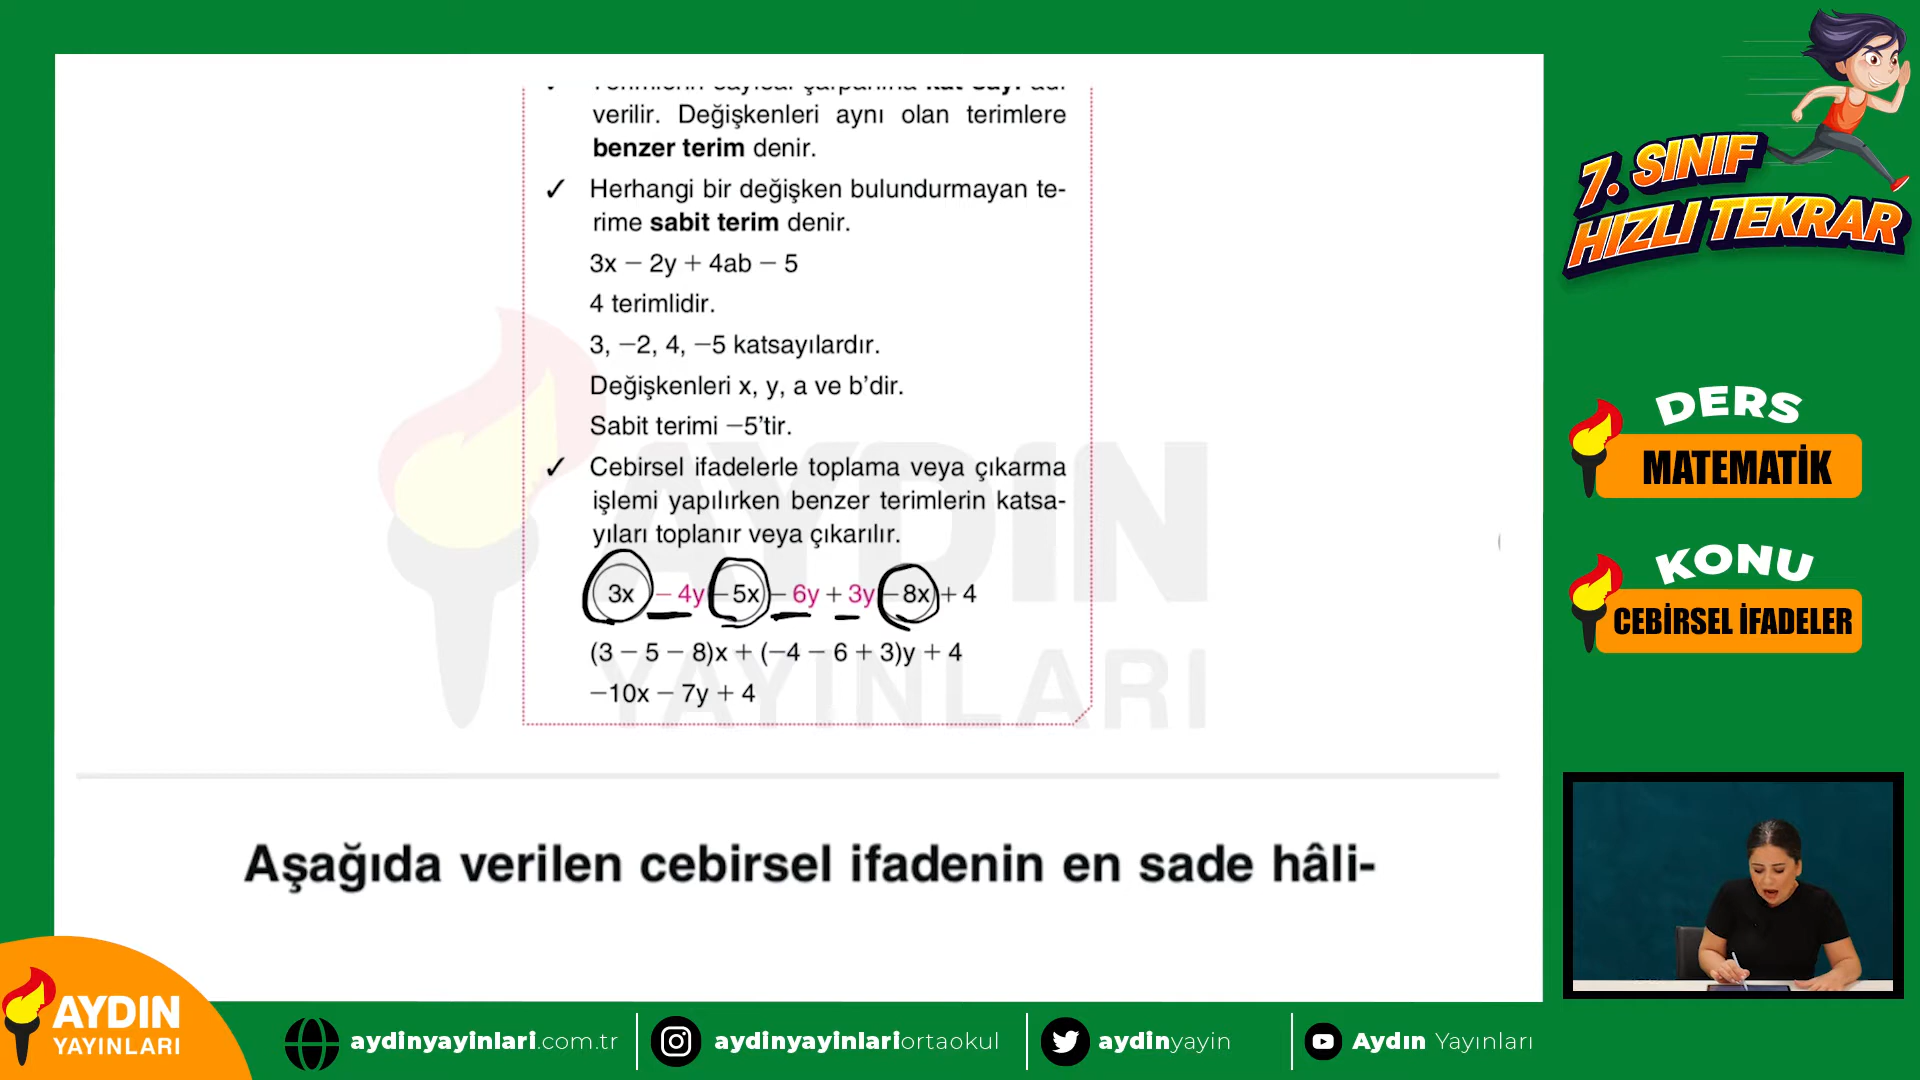 verilir. Değişkenleri aynı olan terimlere
benzer terim denir.
✓ Herhangi bir değişken bulundurmayan te-
rime sabit terim denir.
3x − 2y + 4ab − 5
4 terimlidir.
3, −2, 4, −5 katsayılardır.
Değişkenleri x, y, a ve b’dir.
Sabit terimi −5’tir.
✓ Cebirsel ifadelerle toplama veya çıkarma
işlemi yapılırken benzer terimlerin katsa-
yıları toplanır veya çıkarılır.
3x − 4y − 5x − 6y + 3y − 8x + 4
(3 − 5 − 8)x + (−4 − 6 + 3)y + 4
−10x − 7y + 4
Aşağıda verilen cebirsel ifadenin en sade hâli-
AYDIN
YAYINLARI
7. SINIF
HIZLI TEKRAR
DERS
MATEMATİK
KONU
CEBİRSEL İFADELER
AYDIN
YAYINLARI
aydinyayinlari.com.tr
aydinyayinlariortaokul
aydinyayin
Aydın Yayınları